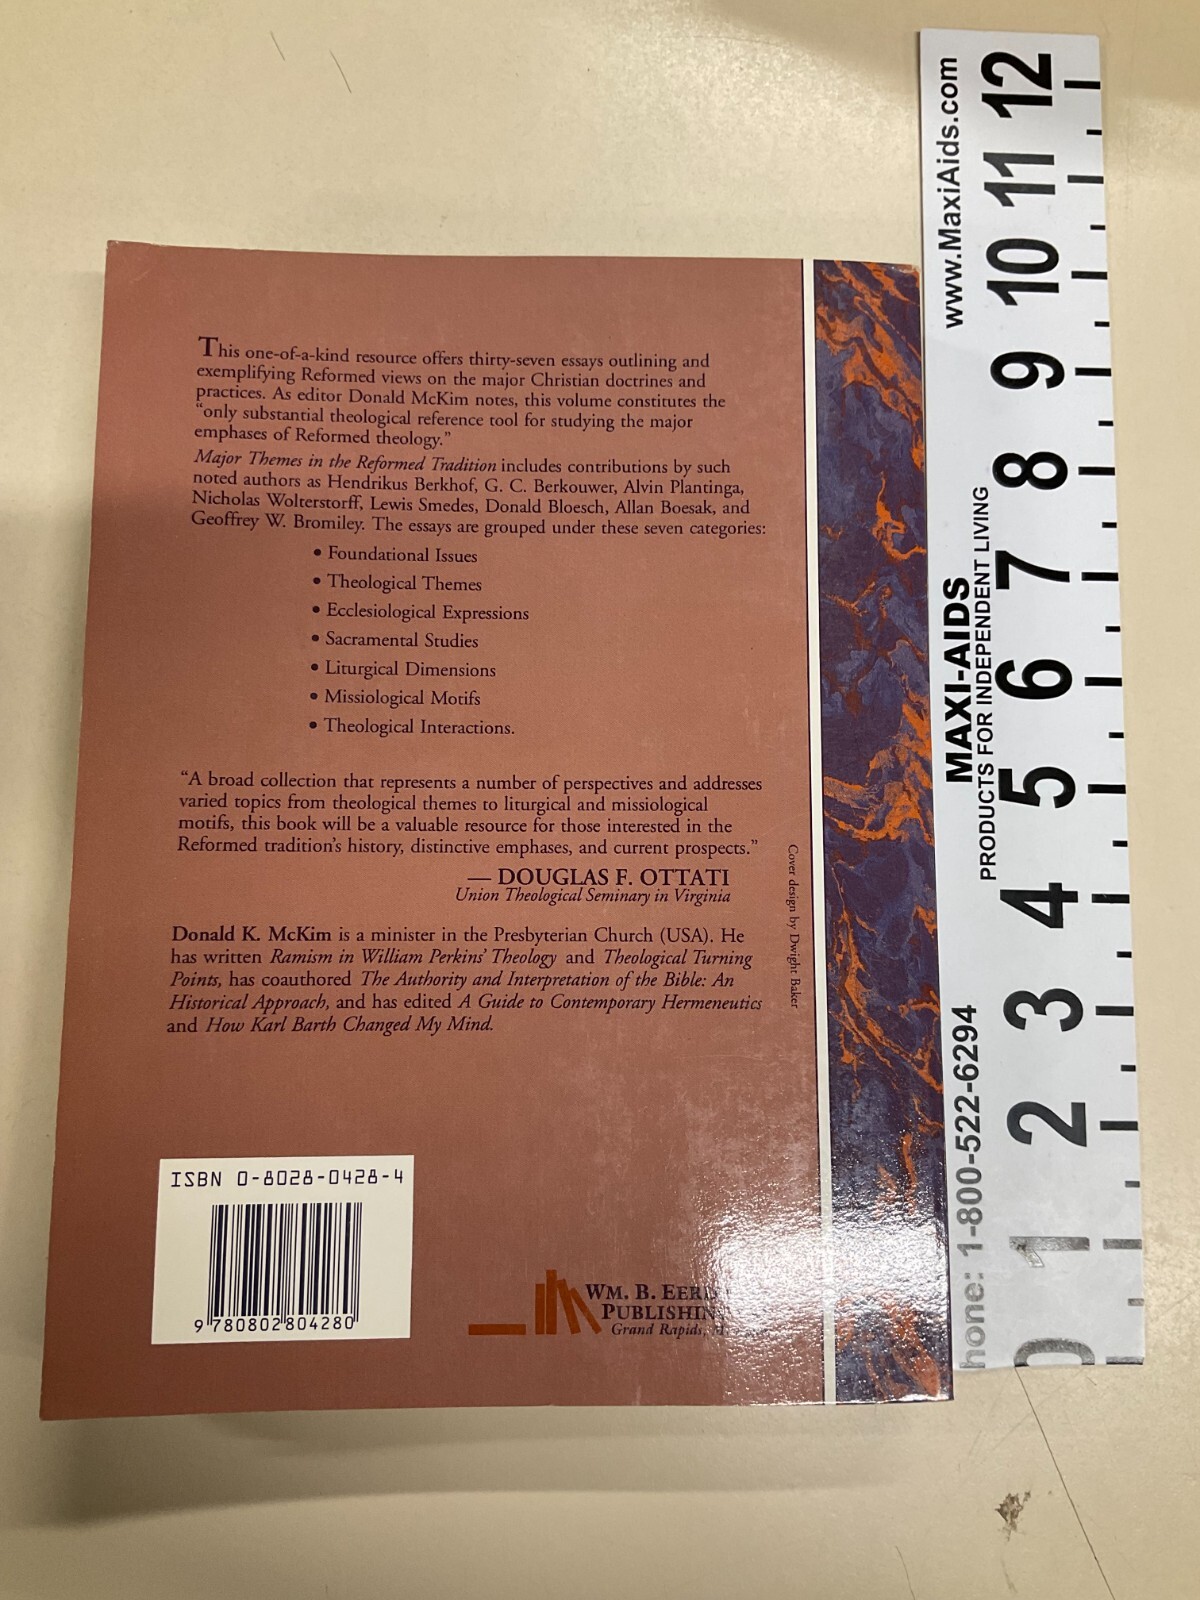 This one-of-a-kind resource offers thirty-seven essays outlining and
exemplifying Reformed views on the major Christian doctrines and
practices. As editor Donald McKim notes, this volume constitutes the
“only substantial theological reference tool for studying the major
emphases of Reformed theology.”
Major Themes in the Reformed Tradition includes contributions by such
noted authors as Hendrikus Berkhof, G. C. Berkouwer, Alvin Plantinga,
Nicholas Wolterstorff, Lewis Smedes, Donald Bloesch, Allan Boesak, and
Geoffrey W. Bromiley. The essays are grouped under these seven categories:
• Foundational Issues
• Theological Themes
• Ecclesiological Expressions
• Sacramental Studies
• Liturgical Dimensions
• Missiological Motifs
• Theological Interactions.
“A broad collection that represents a number of perspectives and addresses
varied topics from theological themes to liturgical and missiological
motifs, this book will be a valuable resource for those interested in the
Reformed tradition's history, distinctive emphases, and current prospects.”
— DOUGLAS F. OTTATI
Union Theological Seminary in Virginia
Donald K. McKim is a minister in the Presbyterian Church (USA). He
has written Ramism in William Perkins' Theology and Theological Turning
Points, has coauthored The Authority and Interpretation of the Bible: An
Historical Approach, and has edited A Guide to Contemporary Hermeneutics
and How Karl Barth Changed My Mind.
Cover design by Dwight Baker
ISBN 0-8028-0428-4
9 780802 804280
WM. B.
PUBLISHIN
Grand Rapids,
hone: 1-800-522-6294
MAXI-AIDS
PRODUCTS FOR INDEPENDENT LIVING
www.MaxiAids.com
0 1 2 3 4 5 6 7 8 9 10 11 12